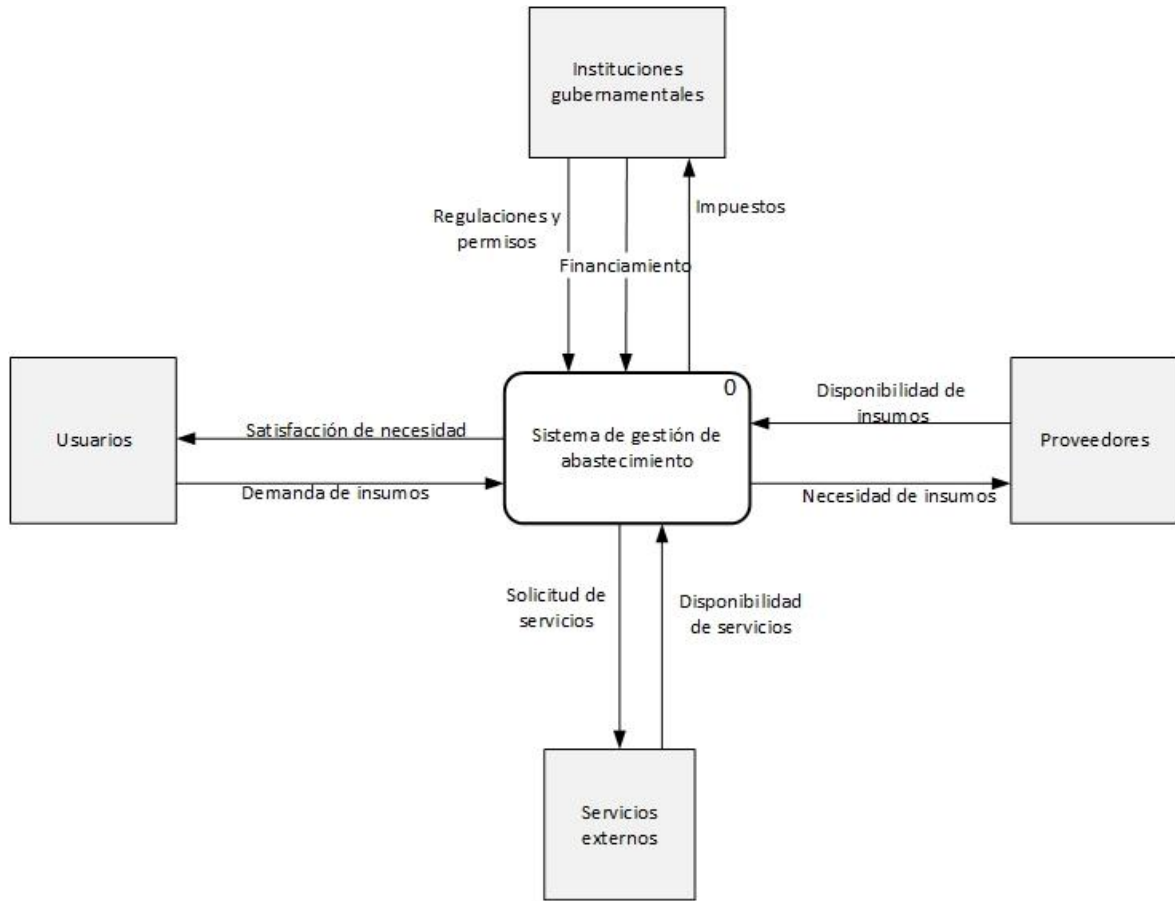 Instituciones
gubernamentales
Regulaciones y
permisos
Impuestos
Financiamiento
0
Usuarios
Satisfacción de necesidad
Demanda de insumos
Sistema de gestión de
abastecimiento
Disponibilidad de
insumos
Necesidad de insumos
Proveedores
Solicitud de
servicios
Disponibilidad
de servicios
Servicios
externos